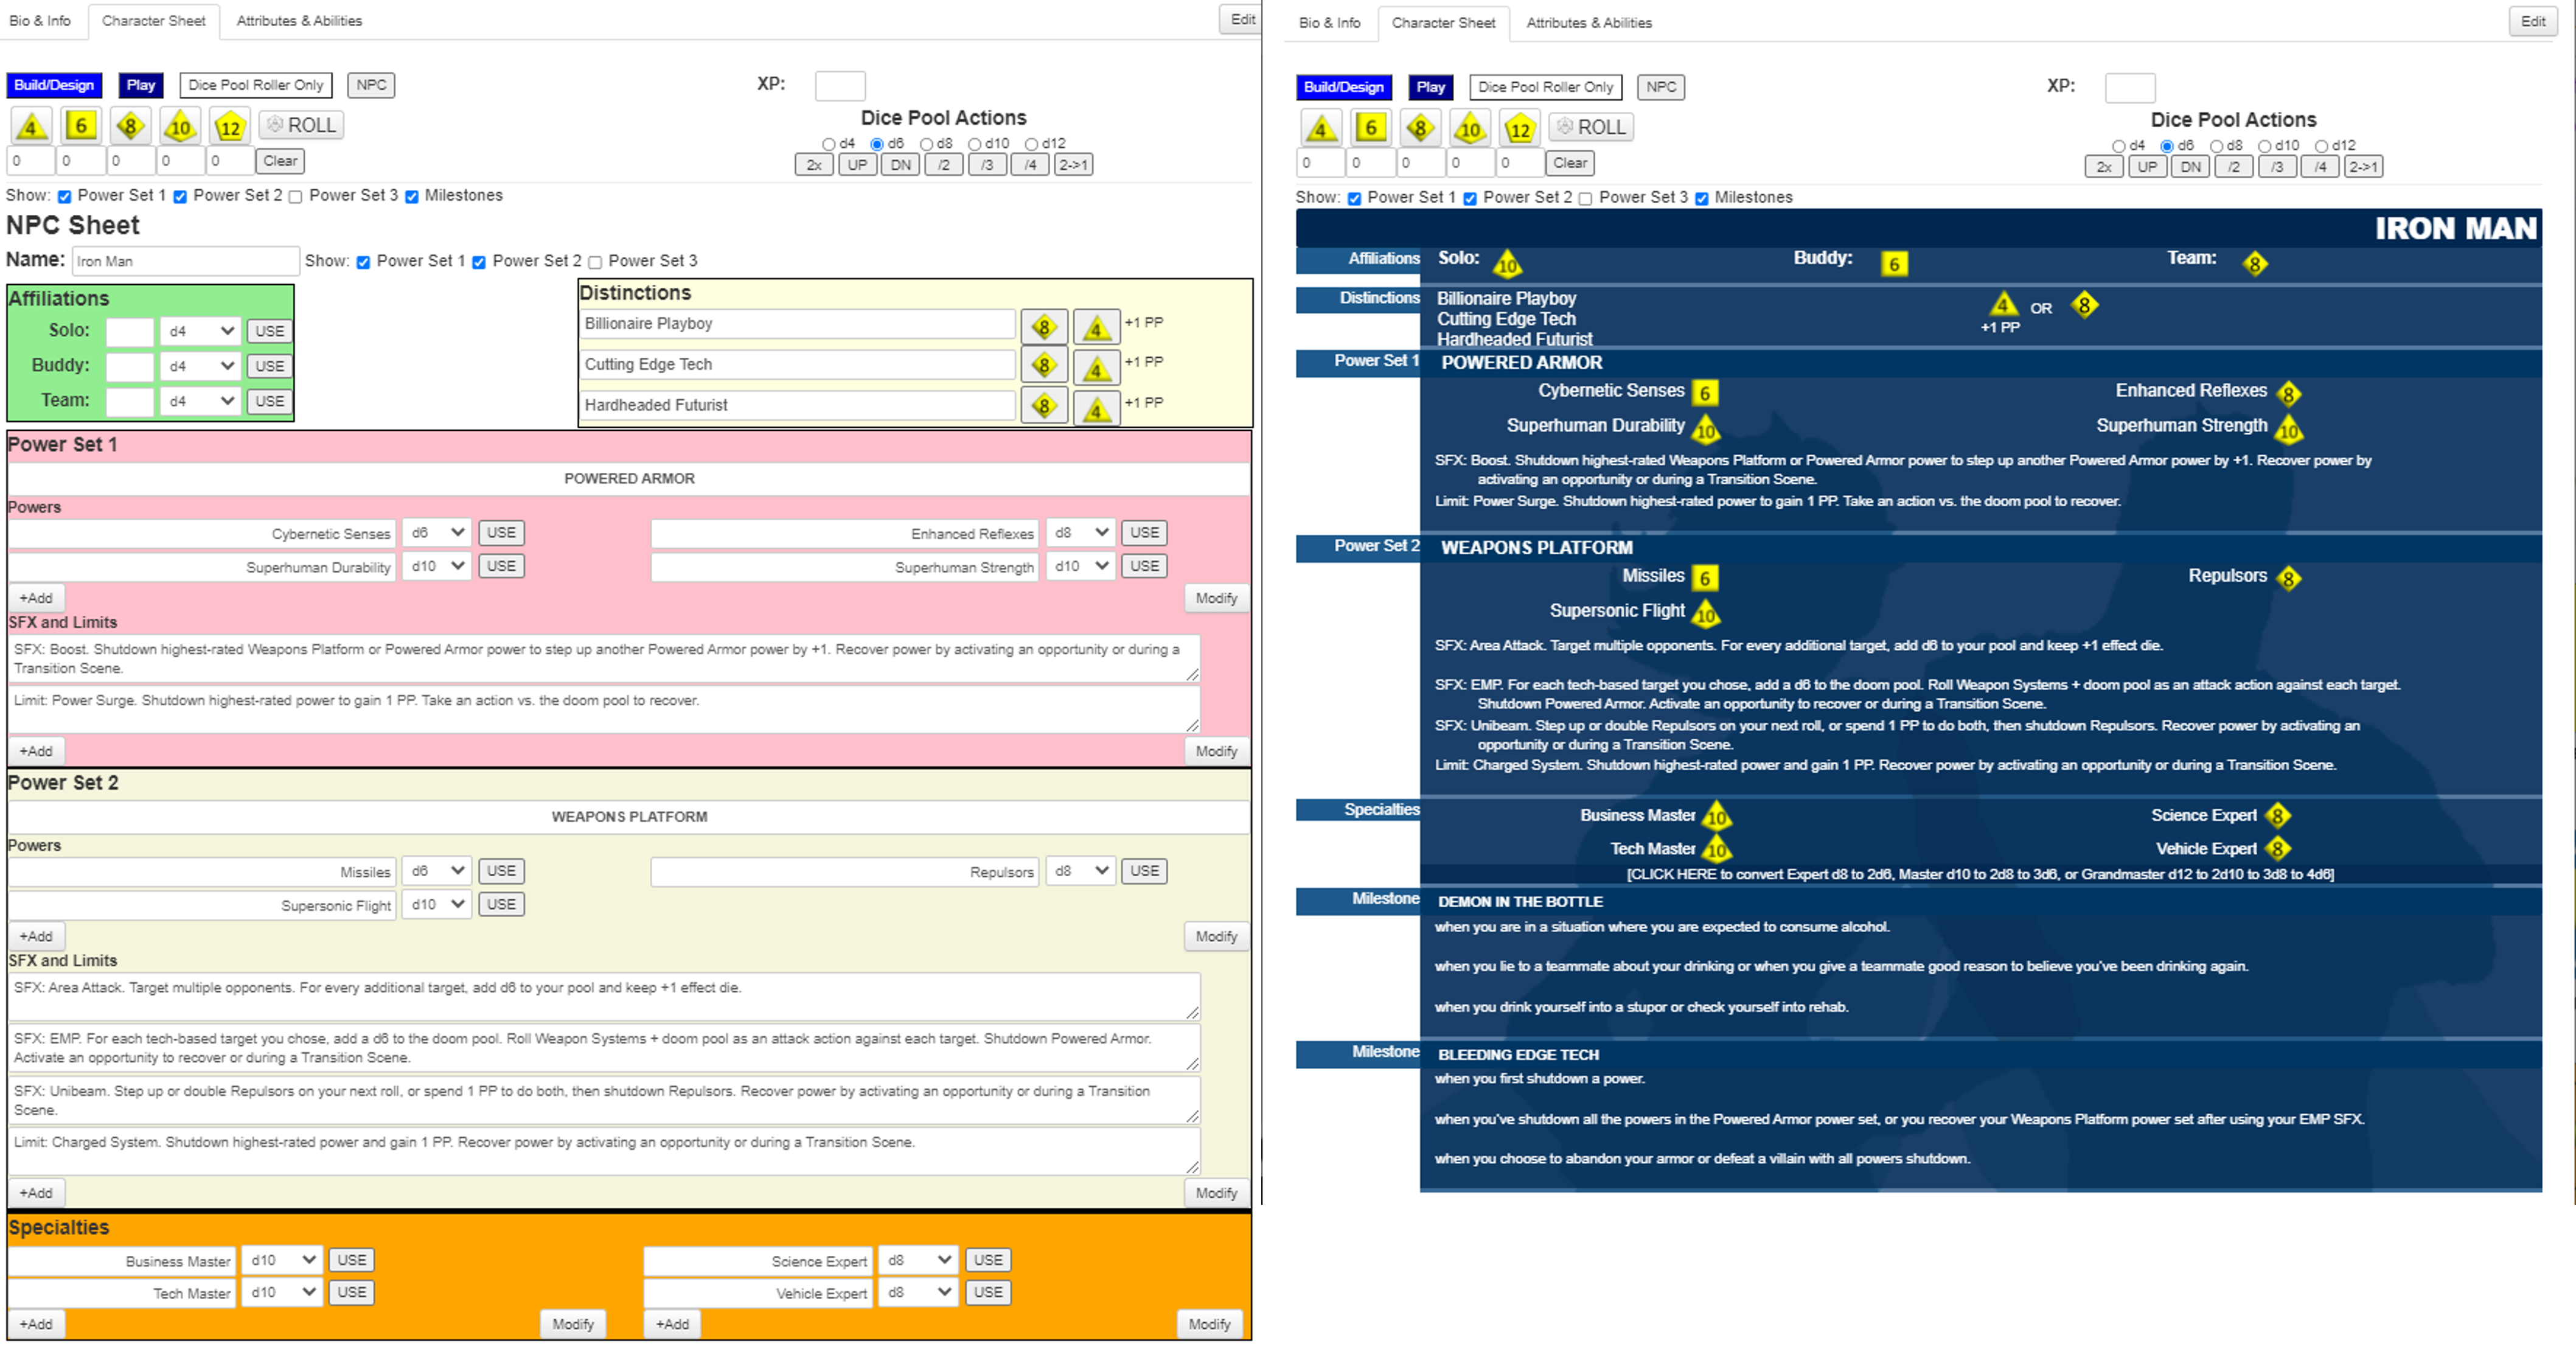 Bio & Info Character Sheet Attributes & Abilities Edit
Build/Design Play Dice Pool Roller Only NPC XP:
4 6 8 10 12 ROLL Dice Pool Actions
d4 d6 d8 d10 d12
0 0 0 0 0 Clear 2x UP DN /2 /3 /4 2->1
Show: Power Set 1 Power Set 2 Power Set 3 Milestones
NPC Sheet
Name: Iron Man Show: Power Set 1 Power Set 2 Power Set 3
Affiliations
Solo: d4 USE
Buddy: d4 USE
Team: d4 USE
Distinctions
Billionaire Playboy 8 4 +1 PP
Cutting Edge Tech 8 4 +1 PP
Hardheaded Futurist 8 4 +1 PP
Power Set 1
POWERED ARMOR
Powers
Cybernetic Senses d6 USE Enhanced Reflexes d8 USE
Superhuman Durability d10 USE Superhuman Strength d10 USE
+Add Modify
SFX and Limits
SFX: Boost. Shutdown highest-rated Weapons Platform or Powered Armor power to step up another Powered Armor power by +1. Recover power by activating an opportunity or during a
Transition Scene.
Limit: Power Surge. Shutdown highest-rated power to gain 1 PP. Take an action vs. the doom pool to recover.
+Add Modify
Power Set 2
WEAPONS PLATFORM
Powers
Missiles d6 USE Repulsors d8 USE
Supersonic Flight d10 USE
+Add Modify
SFX and Limits
SFX: Area Attack. Target multiple opponents. For every additional target, add d6 to your pool and keep +1 effect die.
SFX: EMP. For each tech-based target you chose, add a d6 to the doom pool. Roll Weapon Systems + doom pool as an attack action against each target. Shutdown Powered Armor.
Activate an opportunity to recover or during a Transition Scene.
SFX: Unibeam. Step up or double Repulsors on your next roll, or spend 1 PP to do both, then shutdown Repulsors. Recover power by activating an opportunity or during a Transition
Scene.
Limit: Charged System. Shutdown highest-rated power and gain 1 PP. Recover power by activating an opportunity or during a Transition Scene.
+Add Modify
Specialties
Business Master d10 USE Science Expert d8 USE
Tech Master d10 USE Vehicle Expert d8 USE
+Add Modify +Add Modify
Bio & Info Character Sheet Attributes & Abilities Edit
Build/Design Play Dice Pool Roller Only NPC XP:
4 6 8 10 12 ROLL Dice Pool Actions
d4 d6 d8 d10 d12
0 0 0 0 0 Clear 2x UP DN /2 /3 /4 2->1
Show: Power Set 1 Power Set 2 Power Set 3 Milestones
IRON MAN
Affiliations Solo: 10 Buddy: 6 Team: 8
Distinctions Billionaire Playboy 4 OR 8
Cutting Edge Tech +1 PP
Hardheaded Futurist
Power Set 1 POWERED ARMOR
Cybernetic Senses 6 Enhanced Reflexes 8
Superhuman Durability 10 Superhuman Strength 10
SFX: Boost. Shutdown highest-rated Weapons Platform or Powered Armor power to step up another Powered Armor power by +1. Recover power by
activating an opportunity or during a Transition Scene.
Limit: Power Surge. Shutdown highest-rated power to gain 1 PP. Take an action vs. the doom pool to recover.
Power Set 2 WEAPONS PLATFORM
Missiles 6 Repulsors 8
Supersonic Flight 10
SFX: Area Attack. Target multiple opponents. For every additional target, add d6 to your pool and keep +1 effect die.
SFX: EMP. For each tech-based target you chose, add a d6 to the doom pool. Roll Weapon Systems + doom pool as an attack action against each target.
Shutdown Powered Armor. Activate an opportunity to recover or during a Transition Scene.
SFX: Unibeam. Step up or double Repulsors on your next roll, or spend 1 PP to do both, then shutdown Repulsors. Recover power by activating an
opportunity or during a Transition Scene.
Limit: Charged System. Shutdown highest-rated power and gain 1 PP. Recover power by activating an opportunity or during a Transition Scene.
Specialties Business Master 10 Science Expert 8
Tech Master 10 Vehicle Expert 8
[CLICK HERE to convert Expert d8 to 2d6, Master d10 to 2d8 to 3d6, or Grandmaster d12 to 2d10 to 3d8 to 4d6]
Milestone DEMON IN THE BOTTLE
when you are in a situation where you are expected to consume alcohol.
when you lie to a teammate about your drinking or when you give a teammate good reason to believe you've been drinking again.
when you drink yourself into a stupor or check yourself into rehab.
Milestone BLEEDING EDGE TECH
when you first shutdown a power.
when you've shutdown all the powers in the Powered Armor power set, or you recover your Weapons Platform power set after using your EMP SFX.
when you choose to abandon your armor or defeat a villain with all powers shutdown.